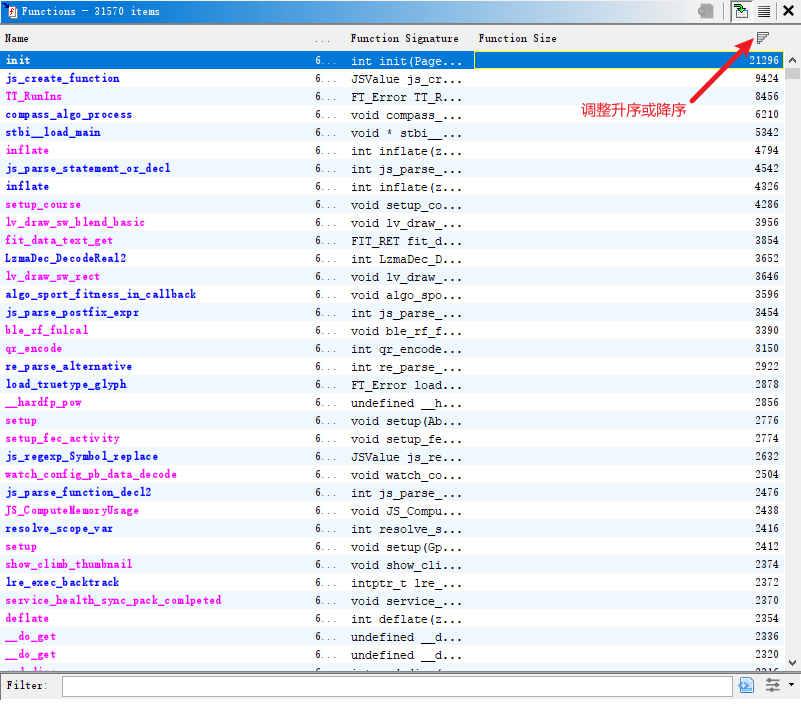 Functions - 31570 items
Name ... Function Signature Function Size
init 6... int init(Page... 21296
js_create_function 6... JSValue js_cr... 9424
TT_RunIns 6... FT_Error TT_R... 8456
compass_algo_process 6... void compass_... 6210
调整升序或降序
stbi__load_main 6... void * stbi__... 5342
inflate 6... int inflate(z... 4794
js_parse_statement_or_decl 6... int js_parse_... 4542
inflate 6... int inflate(z... 4326
setup_course 6... void setup_co... 4286
lv_draw_sw_blend_basic 6... void lv_draw_... 3956
fit_data_text_get 6... FIT_RET fit_d... 3854
LzmaDec_DecodeReal2 6... int LzmaDec_D... 3652
lv_draw_sw_rect 6... void lv_draw_... 3646
algo_sport_fitness_in_callback 6... void algo_spo... 3596
js_parse_postfix_expr 6... int js_parse_... 3454
ble_rf_fulcal 6... void ble_rf_f... 3390
qr_encode 6... int qr_encode... 3150
re_parse_alternative 6... int re_parse_... 2922
load_truetype_glyph 6... FT_Error load... 2878
__hardfp_pow 6... undefined __h... 2856
setup 6... void setup(Ab... 2776
setup_fec_activity 6... void setup_fe... 2774
js_regexp_Symbol_replace 6... JSValue js_re... 2632
watch_config_pb_data_decode 6... void watch_co... 2504
js_parse_function_decl2 6... int js_parse_... 2476
JS_ComputeMemoryUsage 6... void JS_Compu... 2438
resolve_scope_var 6... int resolve_s... 2416
setup 6... void setup(Gp... 2412
show_climb_thumbnail 6... void show_cli... 2374
lre_exec_backtrack 6... intptr_t lre_... 2372
service_health_sync_pack_comlpeted 6... void service_... 2370
deflate 6... int deflate(z... 2354
__do_get 6... undefined __d... 2336
__do_get 6... undefined __d... 2320
Filter: